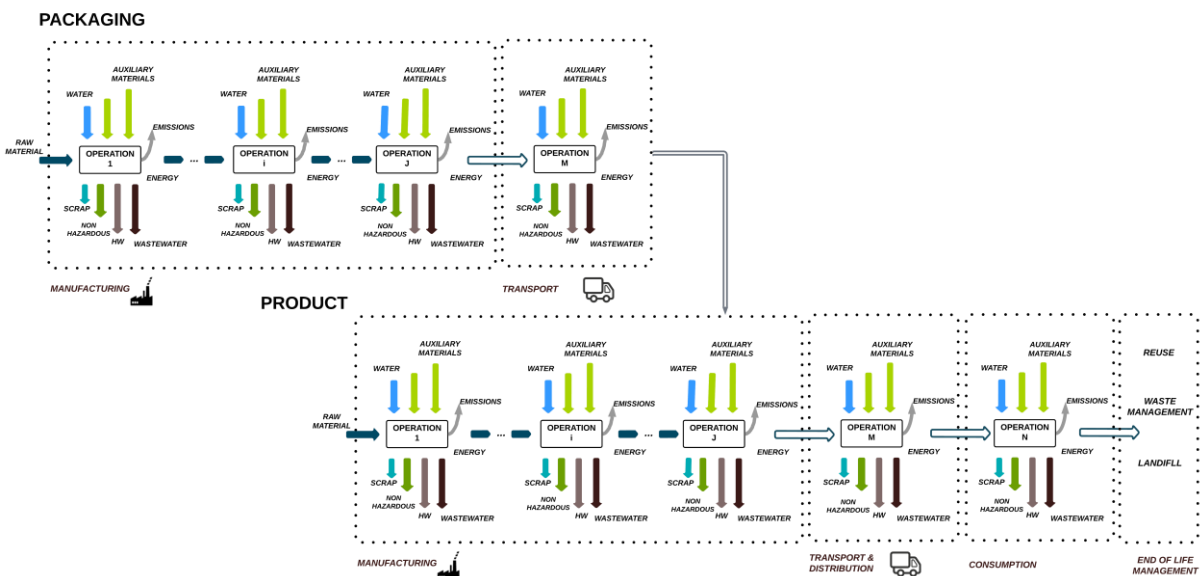 PACKAGING
AUXILIARY
MATERIALS
WATER
EMISSIONS
RAW
MATERIAL
OPERATION
1
...
ENERGY
SCRAP
NON
HAZARDOUS
HW
WASTEWATER
AUXILIARY
MATERIALS
WATER
EMISSIONS
OPERATION
i
...
ENERGY
SCRAP
NON
HAZARDOUS
HW
WASTEWATER
AUXILIARY
MATERIALS
WATER
EMISSIONS
OPERATION
J
ENERGY
SCRAP
NON
HAZARDOUS
HW
WASTEWATER
AUXILIARY
MATERIALS
WATER
EMISSIONS
OPERATION
M
ENERGY
SCRAP
NON
HAZARDOUS
HW
WASTEWATER
MANUFACTURING
TRANSPORT
PRODUCT
AUXILIARY
MATERIALS
WATER
EMISSIONS
RAW
MATERIAL
OPERATION
1
...
ENERGY
SCRAP
NON
HAZARDOUS
HW
WASTEWATER
AUXILIARY
MATERIALS
WATER
EMISSIONS
OPERATION
i
...
ENERGY
SCRAP
NON
HAZARDOUS
HW
WASTEWATER
AUXILIARY
MATERIALS
WATER
EMISSIONS
OPERATION
J
ENERGY
SCRAP
NON
HAZARDOUS
HW
WASTEWATER
AUXILIARY
MATERIALS
WATER
EMISSIONS
OPERATION
M
ENERGY
SCRAP
NON
HAZARDOUS
HW
WASTEWATER
AUXILIARY
MATERIALS
WATER
EMISSIONS
OPERATION
N
ENERGY
SCRAP
NON
HAZARDOUS
HW
WASTEWATER
REUSE
WASTE
MANAGEMENT
LANDIFLL
MANUFACTURING
TRANSPORT &
DISTRIBUTION
CONSUMPTION
END OF LIFE
MANAGEMENT